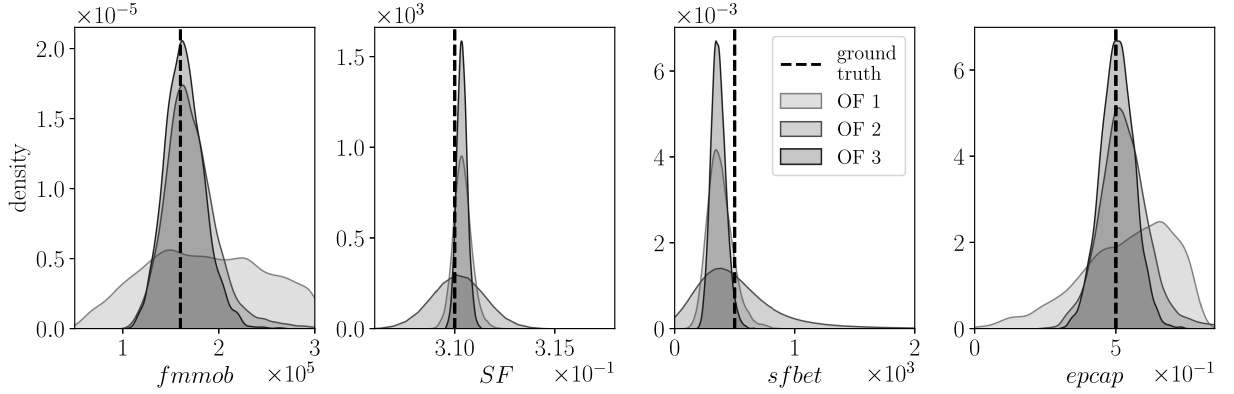 ×10⁻⁵
×10³
×10⁻³
density
2.0
1.5
1.0
0.5
0.0
1 2 3
fmmob ×10⁵
1.5
1.0
0.5
0.0
3.10 3.15
SF ×10⁻¹
6
4
2
0
0 1 2
sfbet ×10³
ground
truth
OF 1
OF 2
OF 3
6
4
2
0
0 5
epcap ×10⁻¹